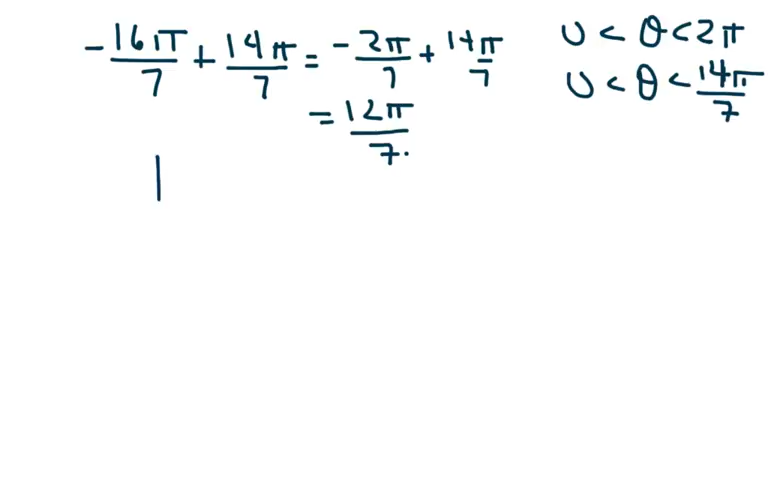 -16π/7 + 14π/7 = -2π/7 + 14π/7
= 12π/7.
0 < θ < 2π
0 < θ < 14π/7